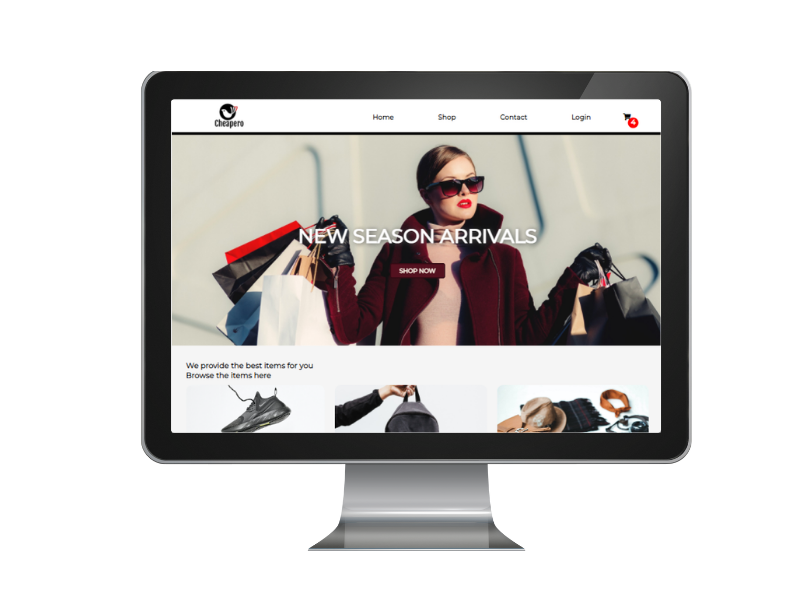 Cheapero
Home Shop Contact Login
4
NEW SEASON ARRIVALS
SHOP NOW
We provide the best items for you
Browse the items here